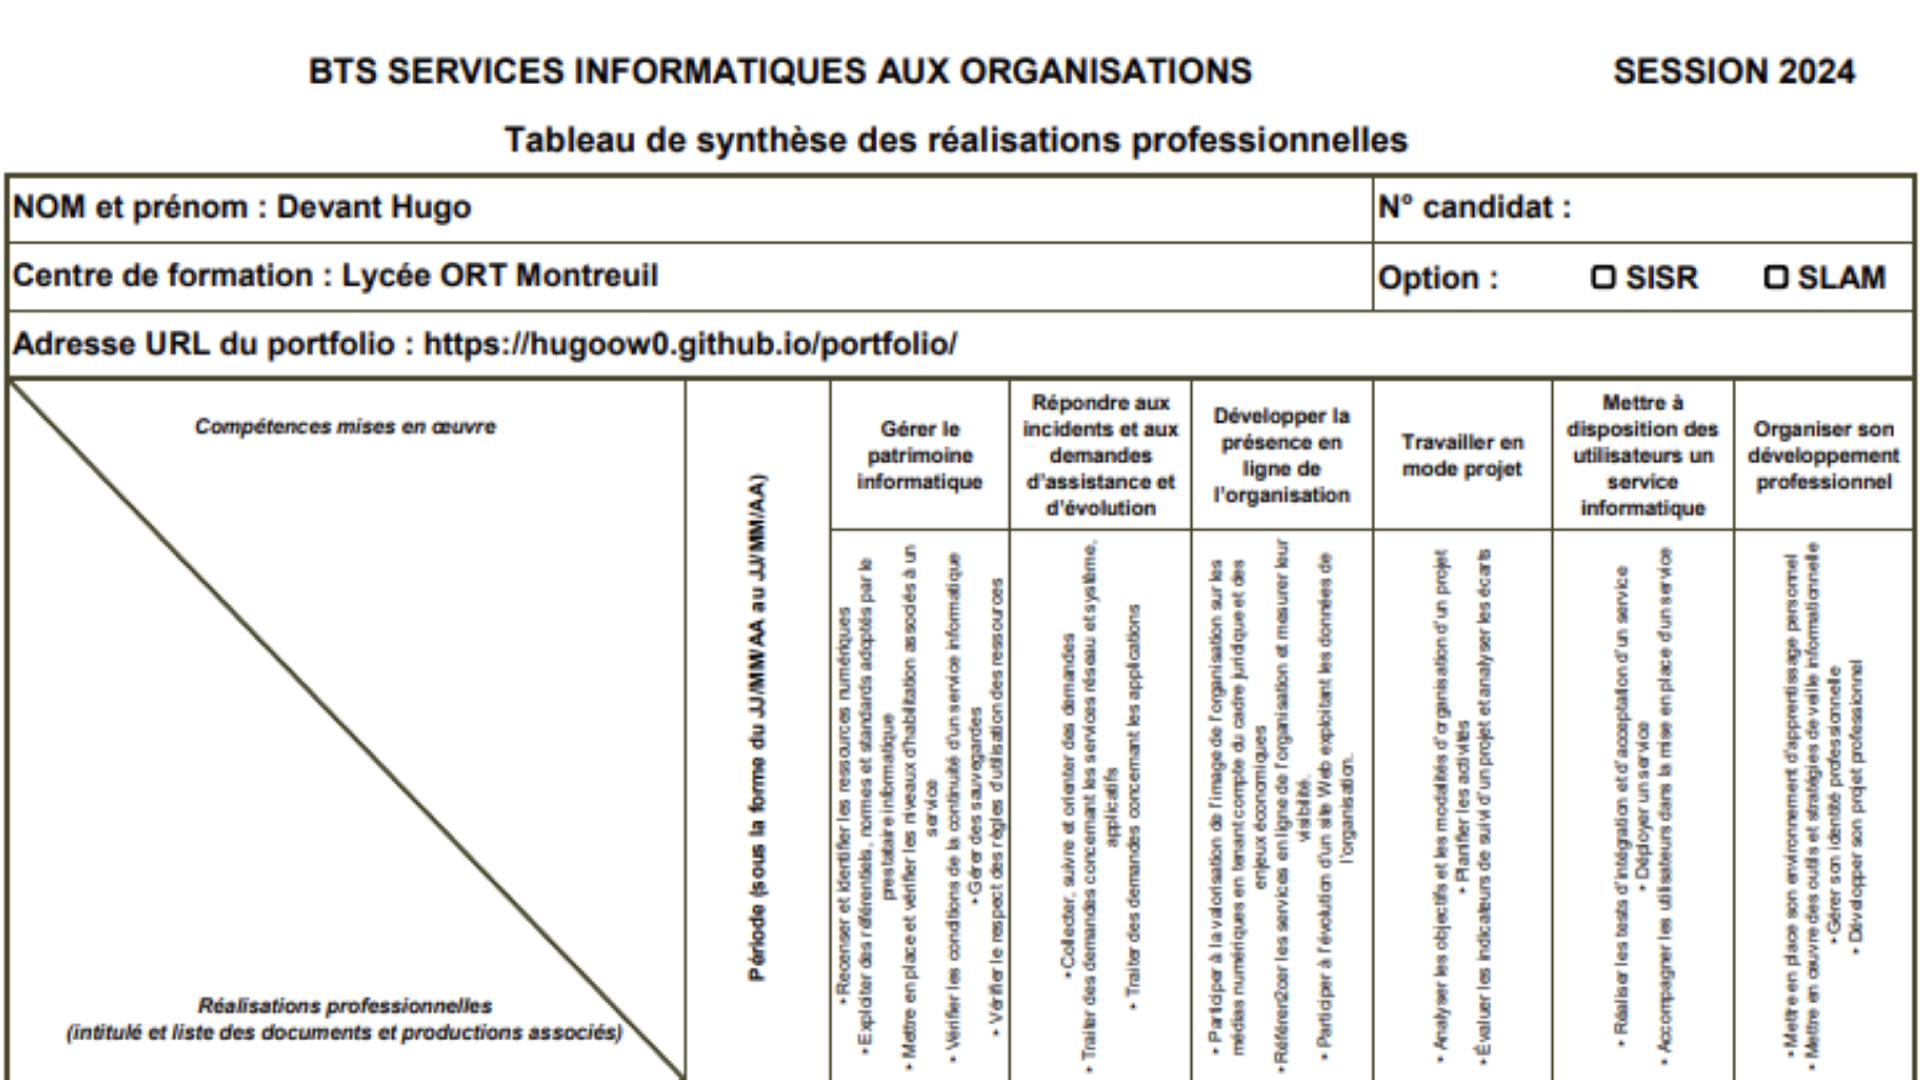 BTS SERVICES INFORMATIQUES AUX ORGANISATIONS
SESSION 2024
Tableau de synthèse des réalisations professionnelles
NOM et prénom : Devant Hugo
N° candidat :
Centre de formation : Lycée ORT Montreuil
Option : ☐ SISR ☐ SLAM
Adresse URL du portfolio : https://hugoow0.github.io/portfolio/
Compétences mises en œuvre
Réalisations professionnelles
(intitulé et liste des documents et productions associés)
Période (sous la forme du JJ/MM/AA au JJ/MM/AA)
Gérer le
patrimoine
informatique
Répondre aux
incidents et aux
demandes
d'assistance et
d'évolution
Développer la
présence en
ligne de
l'organisation
Travailler en
mode projet
Mettre à
disposition des
utilisateurs un
service
informatique
Organiser son
développement
professionnel
• Recenser et identifier les ressources numériques
• Exploiter des référentiels, normes et standards adoptés par le
prestataire informatique
• Mettre en place et vérifier les niveaux d'habilitation associés à un
service
• Vérifier les conditions de la continuité d'un service informatique
• Gérer des sauvegardes
• Vérifier le respect des règles d'utilisation des ressources
• Collecter, suivre et orienter des demandes
• Traiter des demandes concernant les services réseau et système,
applicatifs
• Traiter des demandes concernant les applications
• Participer à la valorisation de l'image de l'organisation sur les
médias numériques en tenant compte du cadre juridique et des
enjeux économiques
• Référen2cer les services en ligne de l'organisation et mesurer leur
visibilité.
• Participer à l'évolution d'un site Web exploitant les données de
l'organisation.
• Analyser les objectifs et les modalités d'organisation d'un projet
• Planifier les activités
• Évaluer les indicateurs de suivi d'un projet et analyser les écarts
• Réaliser les tests d'intégration et d'acceptation d'un service
• Déployer un service
• Accompagner les utilisateurs dans la mise en place d'un service
• Mettre en place son environnement d'apprentissage personnel
• Mettre en œuvre des outils et stratégies de veille informationnelle
• Gérer son identité professionnelle
• Développer son projet professionnel